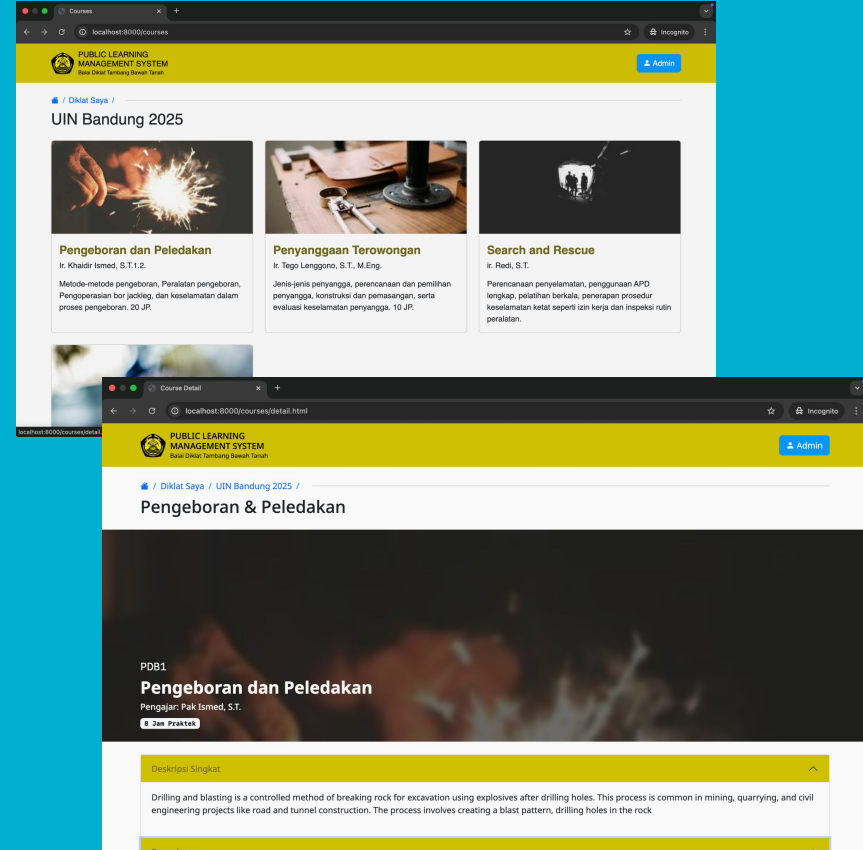 Courses
localhost:8000/courses
Incognito
PUBLIC LEARNING
MANAGEMENT SYSTEM
Balai Diklat Tambang Bawah Tanah
Admin
/ Diklat Saya /
UIN Bandung 2025
Pengeboran dan Peledakan
Ir. Khaidir Ismed, S.T.1.2.
Metode-metode pengeboran, Peralatan pengeboran,
Pengoperasian bor jackleg, dan keselamatan dalam
proses pengeboran. 20 JP.
Penyanggaan Terowongan
Ir. Tego Lenggono, S.T., M.Eng.
Jenis-jenis penyangga, perencanaan dan pemilihan
penyangga, konstruksi dan pemasangan, serta
evaluasi keselamatan penyangga. 10 JP.
Search and Rescue
ir. Redi, S.T.
Perencanaan penyelamatan, penggunaan APD
lengkap, pelatihan berkala, penerapan prosedur
keselamatan ketat seperti izin kerja dan inspeksi rutin
peralatan.
localhost:8000/courses/detail.
Course Detail
localhost:8000/courses/detail.html
Incognito
PUBLIC LEARNING
MANAGEMENT SYSTEM
Balai Diklat Tambang Bawah Tanah
Admin
/ Diklat Saya / UIN Bandung 2025 /
Pengeboran & Peledakan
PDB1
Pengeboran dan Peledakan
Pengajar: Pak Ismed, S.T.
8 Jam Praktek
Deskripsi Singkat
Drilling and blasting is a controlled method of breaking rock for excavation using explosives after drilling holes. This process is common in mining, quarrying, and civil
engineering projects like road and tunnel construction. The process involves creating a blast pattern, drilling holes in the rock